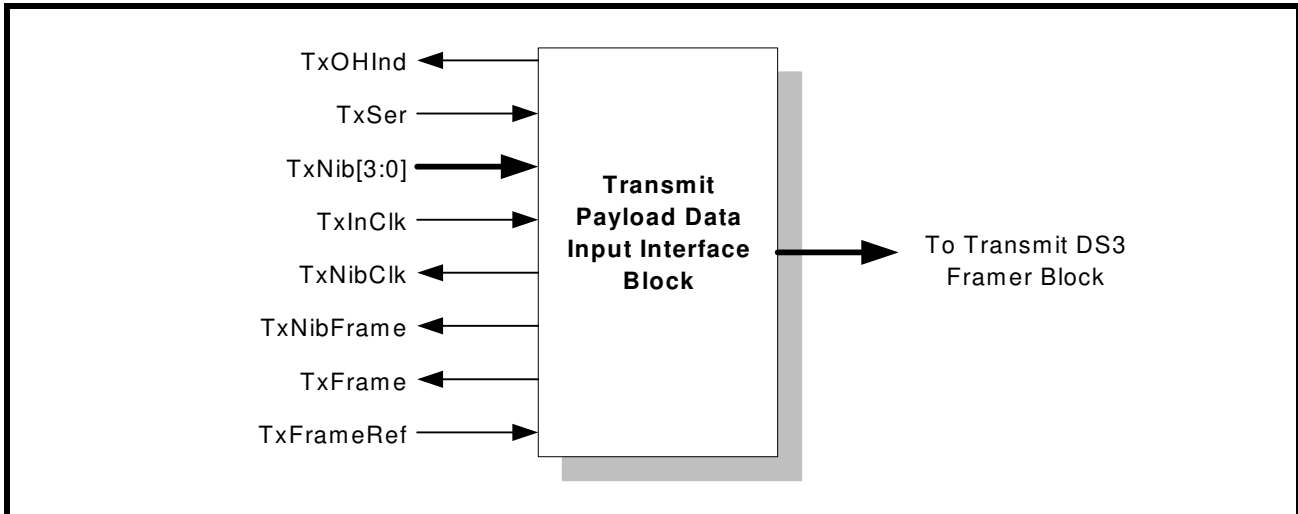 TxOHInd
TxSer
TxNib[3:0]
TxInClk
TxNibClk
TxNibFrame
TxFrame
TxFrameRef
Transmit
Payload Data
Input Interface
Block
To Transmit DS3
Framer Block